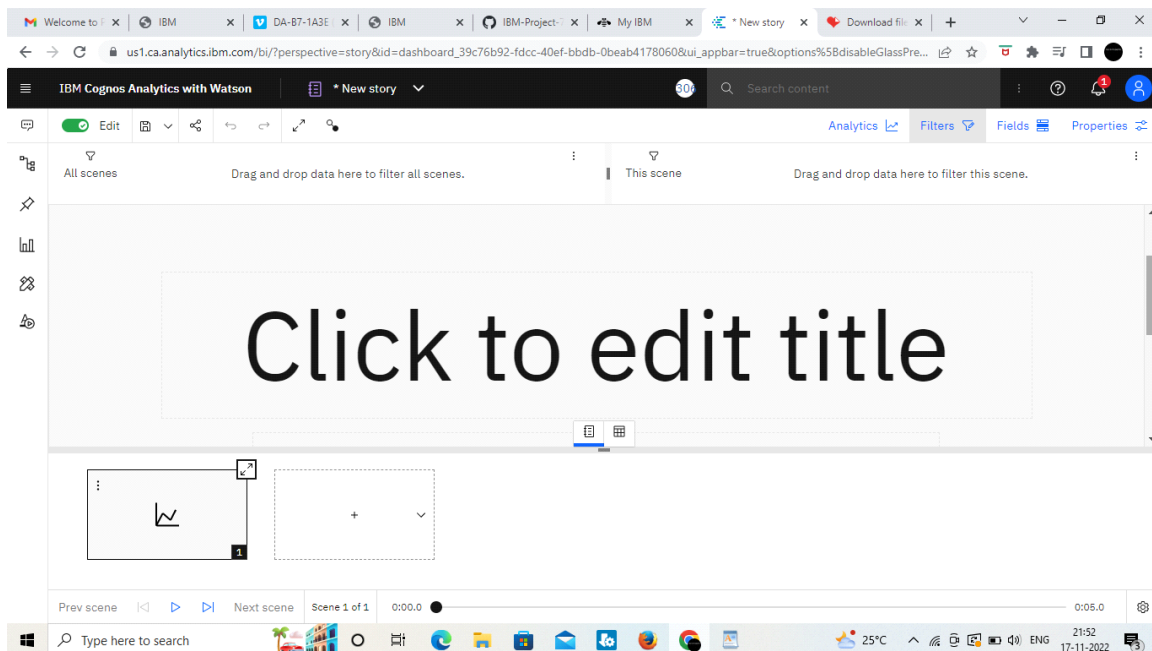 Welcome to F
IBM
DA-B7-1A3E
IBM
IBM-Project-
My IBM
* New story
Download file
us1.ca.analytics.ibm.com/bi/?perspective=story&id=dashboard_39c76b92-fdcc-40ef-bbdb-0beab4178060&ui_appbar=true&options%5BdisableGlassPre...
IBM Cognos Analytics with Watson
* New story
306
Search content
1
Edit
Analytics
Filters
Fields
Properties
All scenes
Drag and drop data here to filter all scenes.
This scene
Drag and drop data here to filter this scene.
Click to edit title
1
Prev scene
Next scene
Scene 1 of 1
0:00.0
0:05.0
Type here to search
25°C
ENG
21:52
17-11-2022
3